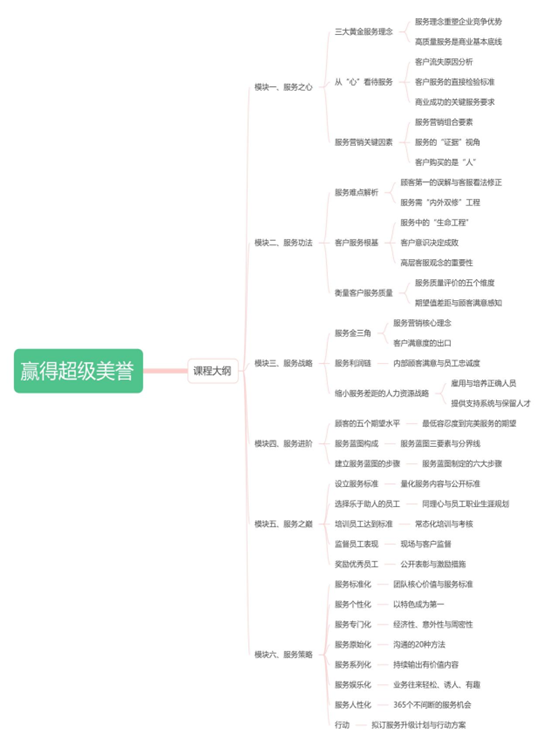 赢得超级美誉
课程大纲
模块一、服务之心
三大黄金服务理念
服务理念重塑企业竞争优势
高质量服务是商业基本底线
从“心”看待服务
客户流失原因分析
客户服务的直接检验标准
商业成功的关键服务要求
服务营销关键因素
服务营销组合要素
服务的“证据”视角
客户购买的是“人”
模块二、服务功法
服务难点解析
顾客第一的误解与客服看法修正
服务需“内外双修”工程
客户服务根基
服务中的“生命工程”
客户意识决定成败
高层客服观念的重要性
衡量客户服务质量
服务质量评价的五个维度
期望值差距与顾客满意感知
模块三、服务战略
服务金三角
服务营销核心理念
客户满意度的出口
服务利润链
内部顾客满意与员工忠诚度
缩小服务差距的人力资源战略
雇用与培养正确人员
提供支持系统与保留人才
模块四、服务进阶
顾客的五个期望水平
最低容忍度到完美服务的期望
服务蓝图构成
服务蓝图三要素与分界线
建立服务蓝图的步骤
服务蓝图制定的六大步骤
模块五、服务之巅
设立服务标准
量化服务内容与公开标准
选择乐于助人的员工
同理心与员工职业生涯规划
培训员工达到标准
常态化培训与考核
监督员工表现
现场与客户监督
奖励优秀员工
公开表彰与激励措施
模块六、服务策略
服务标准化
团队核心价值与服务标准
服务个性化
以特色成为第一
服务专门化
经济性、意外性与周密性
服务原始化
沟通的20种方法
服务系列化
持续输出有价值内容
服务娱乐化
业务往来轻松、诱人、有趣
服务人性化
365个不间断的服务机会
行动
拟订服务升级计划与行动方案